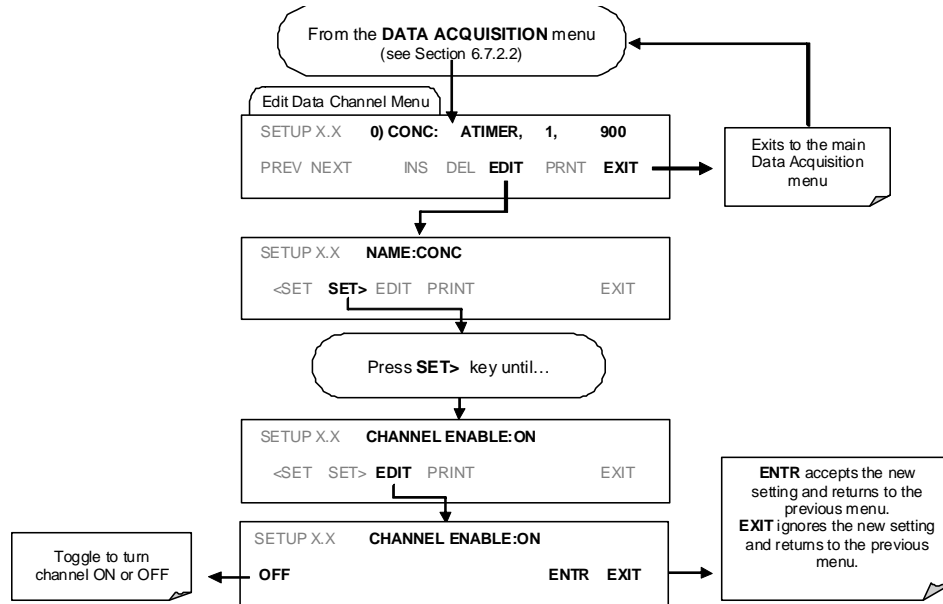 From the DATA ACQUISITION menu
(see Section 6.7.2.2)
Edit Data Channel Menu
SETUP X.X 0) CONC: ATIMER, 1, 900
PREV NEXT INS DEL EDIT PRNT EXIT
Exits to the main
Data Acquisition
menu
SETUP X.X NAME:CONC
<SET SET> EDIT PRINT EXIT
Press SET> key until…
SETUP X.X CHANNEL ENABLE:ON
<SET SET> EDIT PRINT EXIT
SETUP X.X CHANNEL ENABLE:ON
OFF ENTR EXIT
Toggle to turn
channel ON or OFF
ENTR accepts the new
setting and returns to the
previous menu.
EXIT ignores the new setting
and returns to the previous
menu.